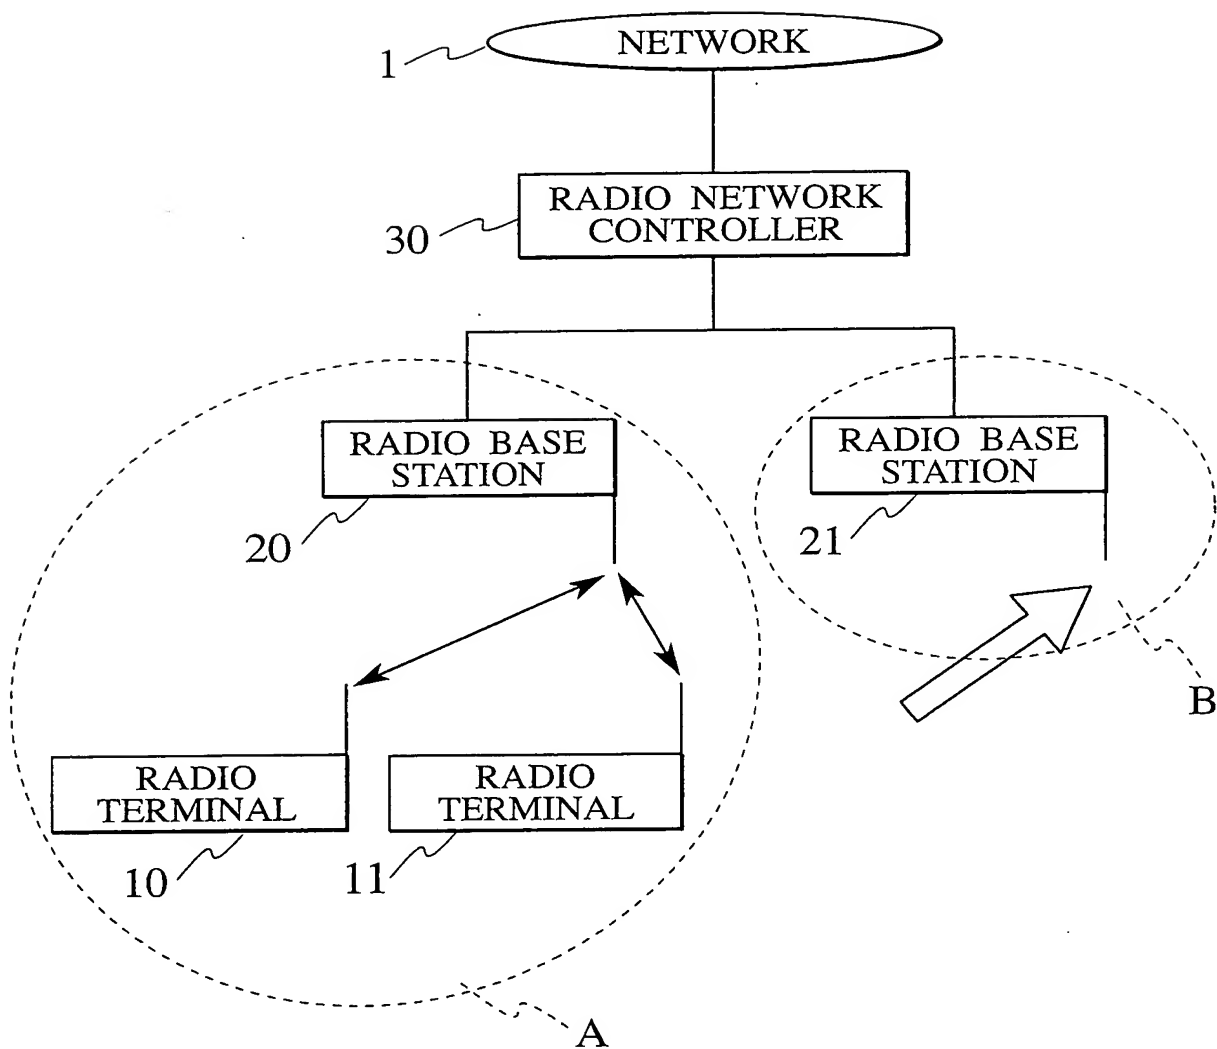 NETWORK
1
RADIO NETWORK
CONTROLLER
30
RADIO BASE
STATION
20
RADIO BASE
STATION
21
B
RADIO
TERMINAL
10
RADIO
TERMINAL
11
A